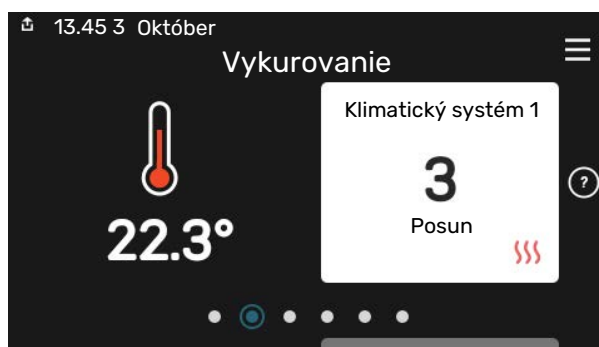 13.45 3 Október
Vykurovanie
Klimatický systém 1
3
Posun
22.3°
?